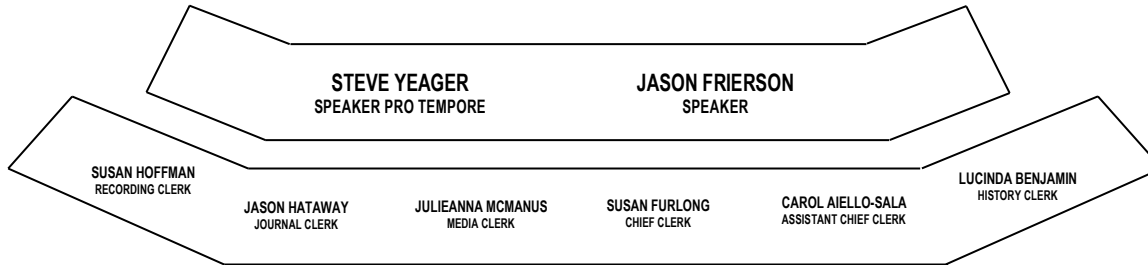 STEVE YEAGER
SPEAKER PRO TEMPORE
JASON FRIERSON
SPEAKER
SUSAN HOFFMAN
RECORDING CLERK
JASON HATAWAY
JOURNAL CLERK
JULIEANNA MCMANUS
MEDIA CLERK
SUSAN FURLONG
CHIEF CLERK
CAROL AIELLO-SALA
ASSISTANT CHIEF CLERK
LUCINDA BENJAMIN
HISTORY CLERK